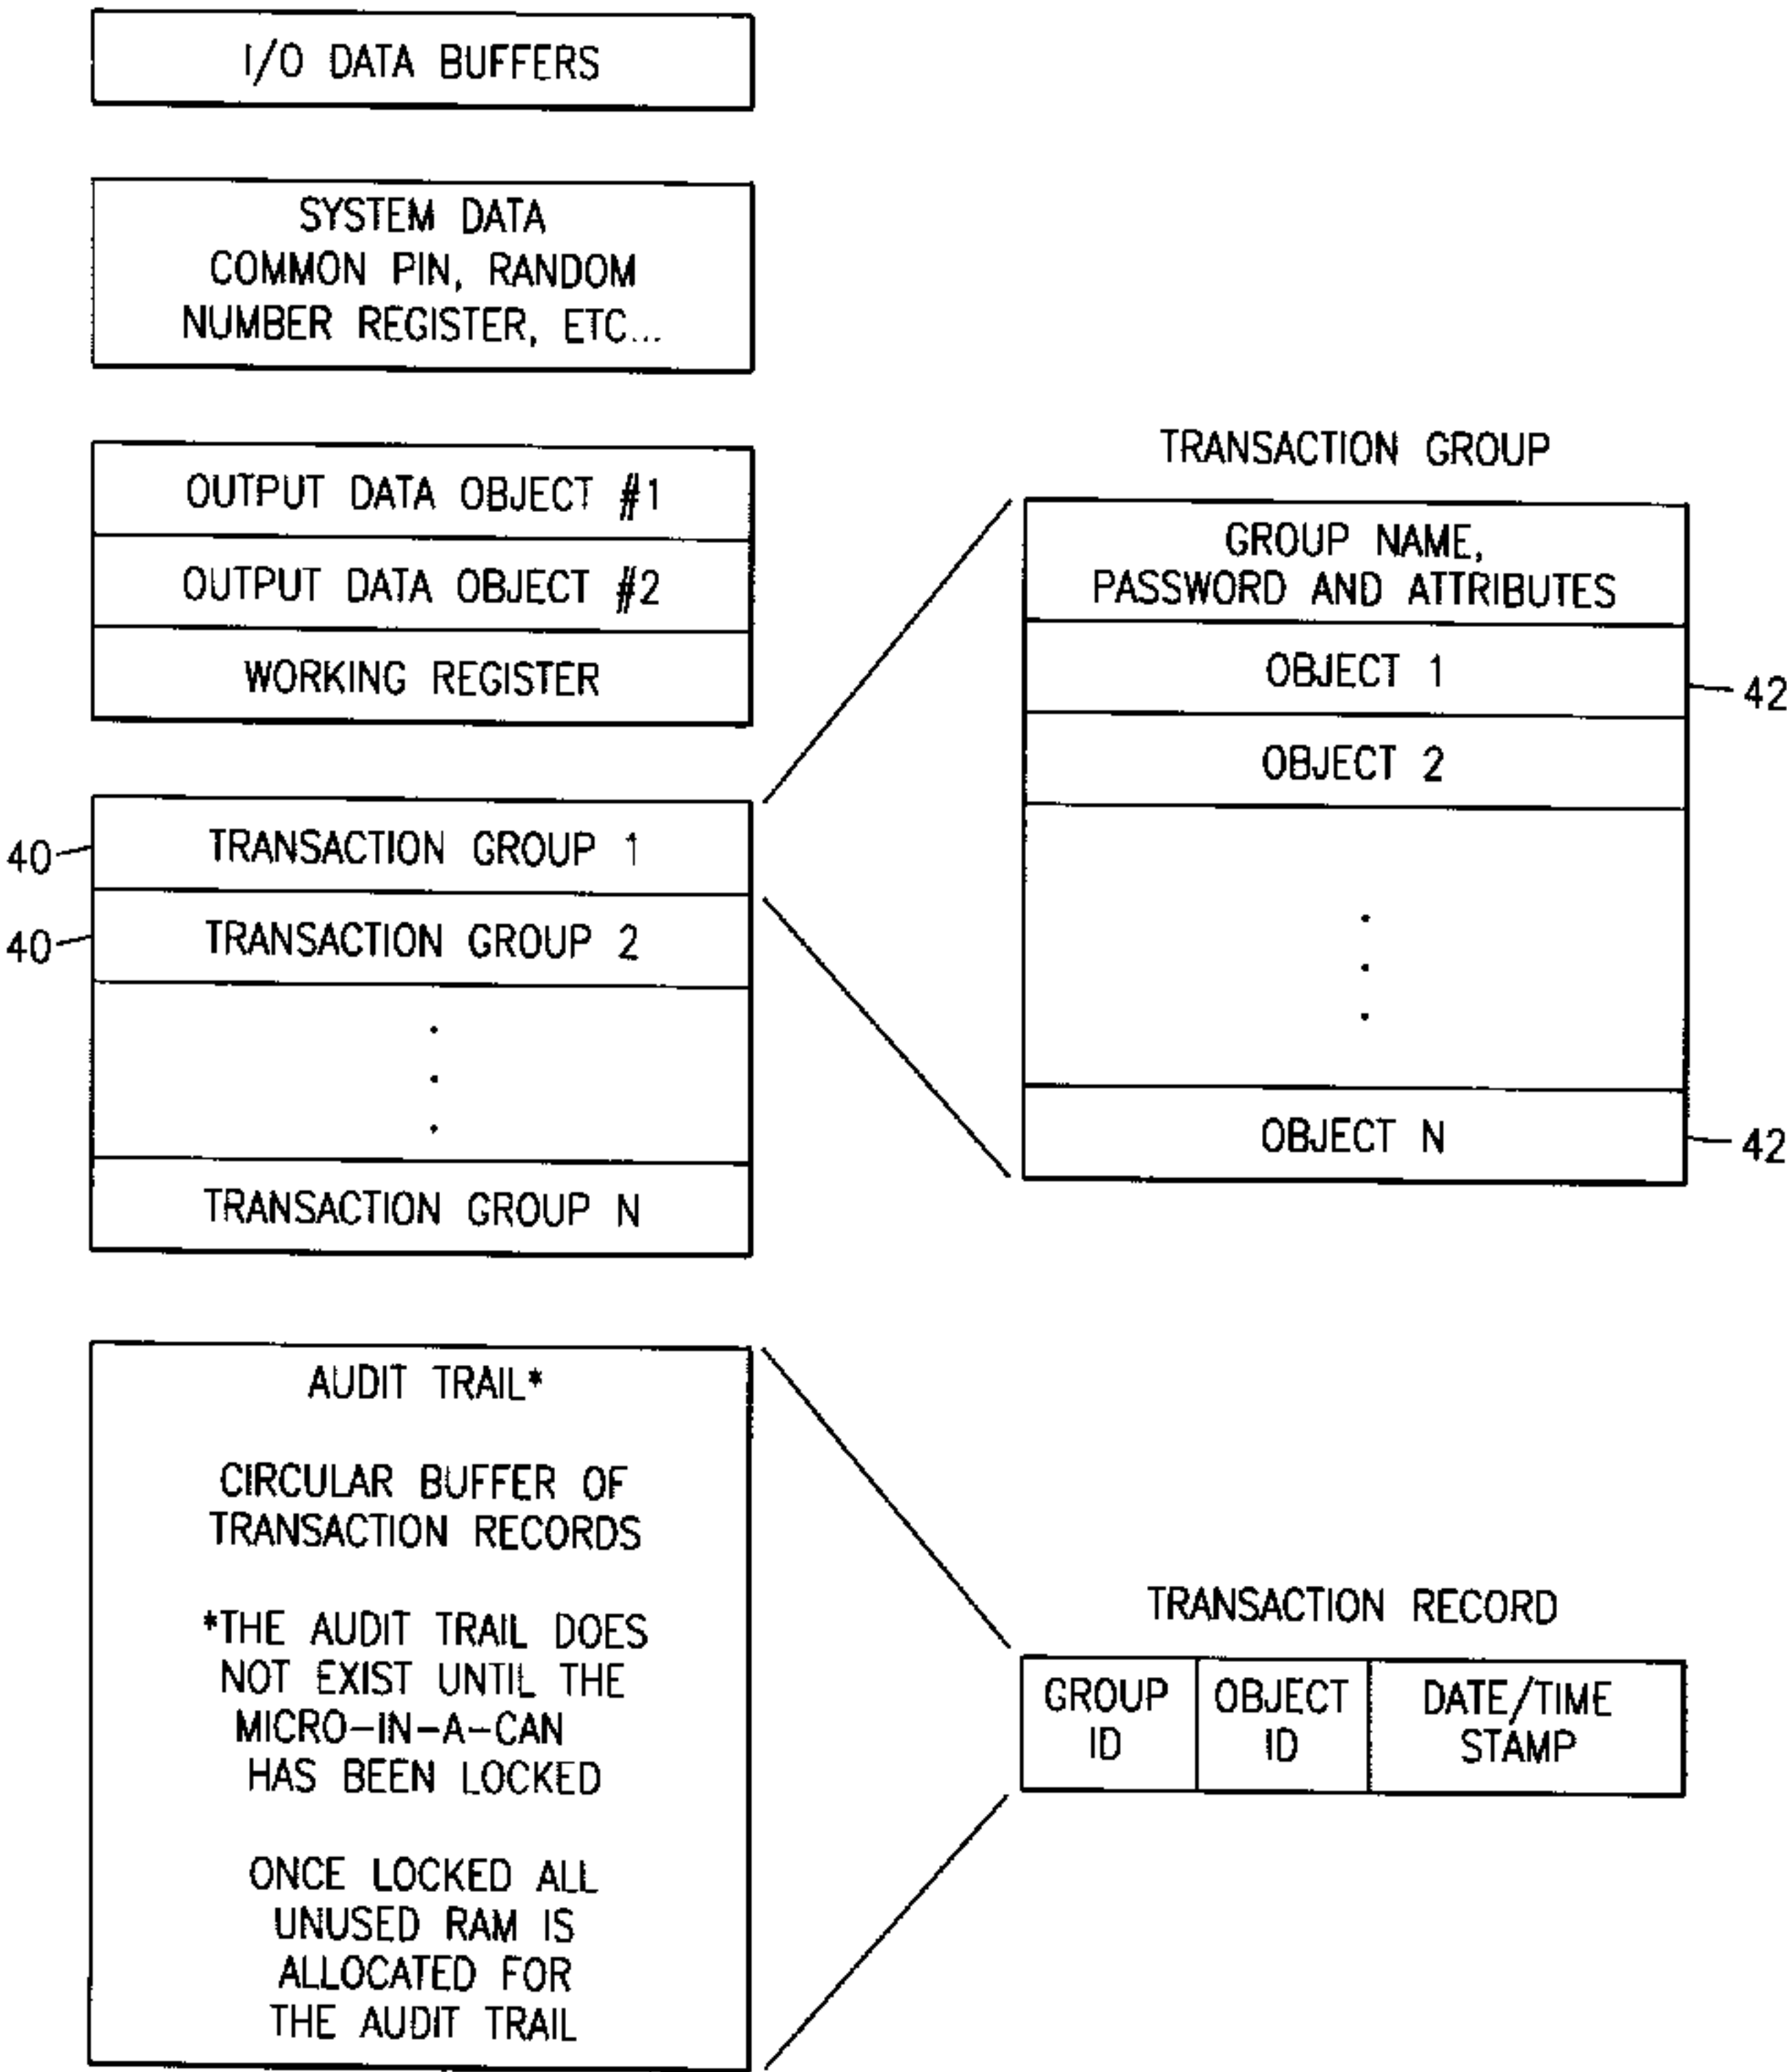 I/O DATA BUFFERS
SYSTEM DATA
COMMON PIN, RANDOM
NUMBER REGISTER, ETC...
OUTPUT DATA OBJECT #1
OUTPUT DATA OBJECT #2
WORKING REGISTER
40
TRANSACTION GROUP 1
40
TRANSACTION GROUP 2
TRANSACTION GROUP N
TRANSACTION GROUP
GROUP NAME,
PASSWORD AND ATTRIBUTES
OBJECT 1
42
OBJECT 2
OBJECT N
42
AUDIT TRAIL*
CIRCULAR BUFFER OF
TRANSACTION RECORDS
*THE AUDIT TRAIL DOES
NOT EXIST UNTIL THE
MICRO-IN-A-CAN
HAS BEEN LOCKED
ONCE LOCKED ALL
UNUSED RAM IS
ALLOCATED FOR
THE AUDIT TRAIL
TRANSACTION RECORD
GROUP
ID
OBJECT
ID
DATE/TIME
STAMP